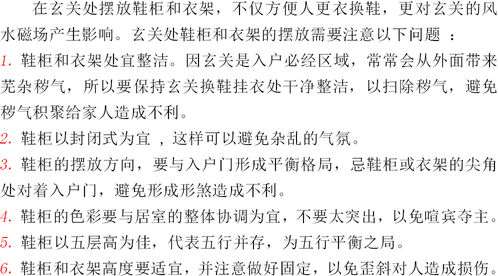 在玄关处摆放鞋柜和衣架，不仅方便人更衣换鞋，更对玄关的风
水磁场产生影响。玄关处鞋柜和衣架的摆放需要注意以下问题 ：
1. 鞋柜和衣架处宜整洁。因玄关是入户必经区域，常常会从外面带来
芜杂秽气，所以要保持玄关换鞋挂衣处干净整洁，以扫除秽气，避免
秽气积聚给家人造成不利。
2. 鞋柜以封闭式为宜 ，这样可以避免杂乱的气氛。
3. 鞋柜的摆放方向，要与入户门形成平衡格局，忌鞋柜或衣架的尖角
处对着入户门，避免形成形煞造成不利。
4. 鞋柜的色彩要与居室的整体协调为宜，不要太突出，以免喧宾夺主。
5. 鞋柜以五层高为佳，代表五行并存，为五行平衡之局。
6. 鞋柜和衣架高度要适宜，并注意做好固定，以免歪斜对人造成损伤。